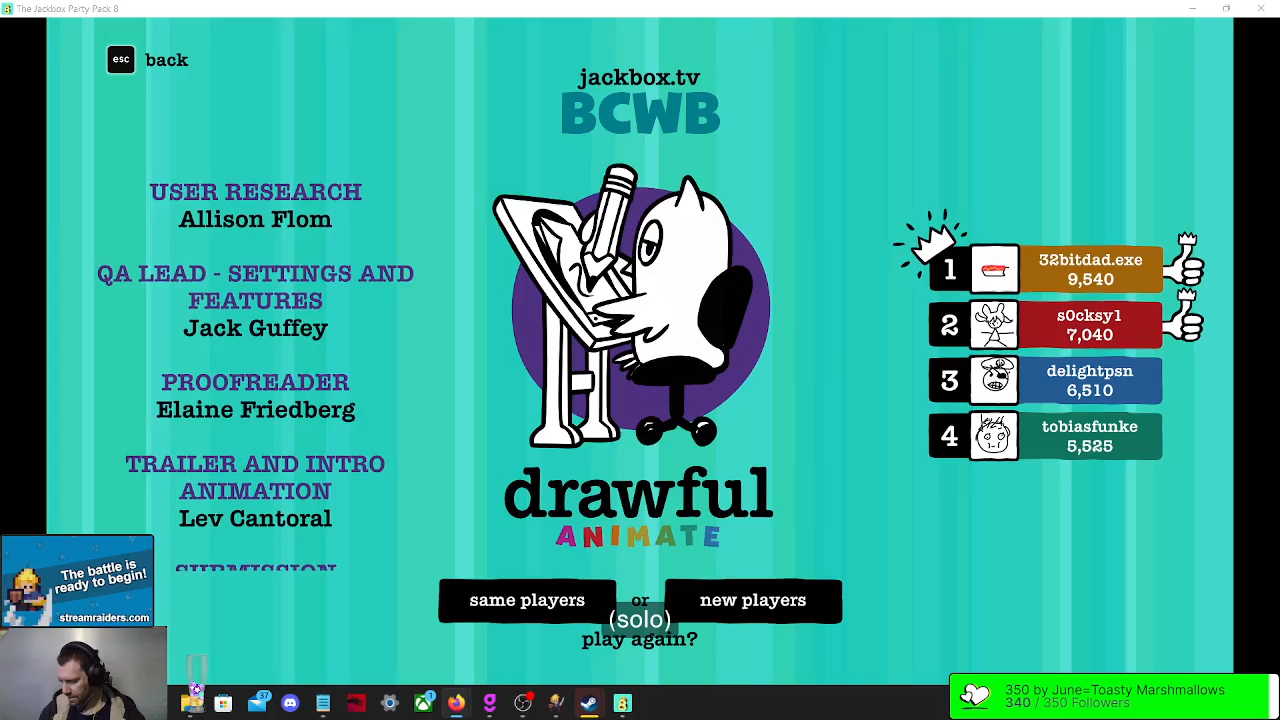 The Jackbox Party Pack 8
esc back
jackbox.tv
BCWB
USER RESEARCH
Allison Flom
QA LEAD - SETTINGS AND
FEATURES
Jack Guffey
PROOFREADER
Elaine Friedberg
TRAILER AND INTRO
ANIMATION
Lev Cantoral
SUBMISSION
drawful
ANIMATE
1 32bitdad.exe
9,540
2 s0cksy1
7,040
3 delightpsn
6,510
4 tobiasfunke
5,525
same players or new players
(solo)
play again?
The battle is
ready to begin!
streamraiders.com
37
1
350 by June=Toasty Marshmallows
340 / 350 Followers